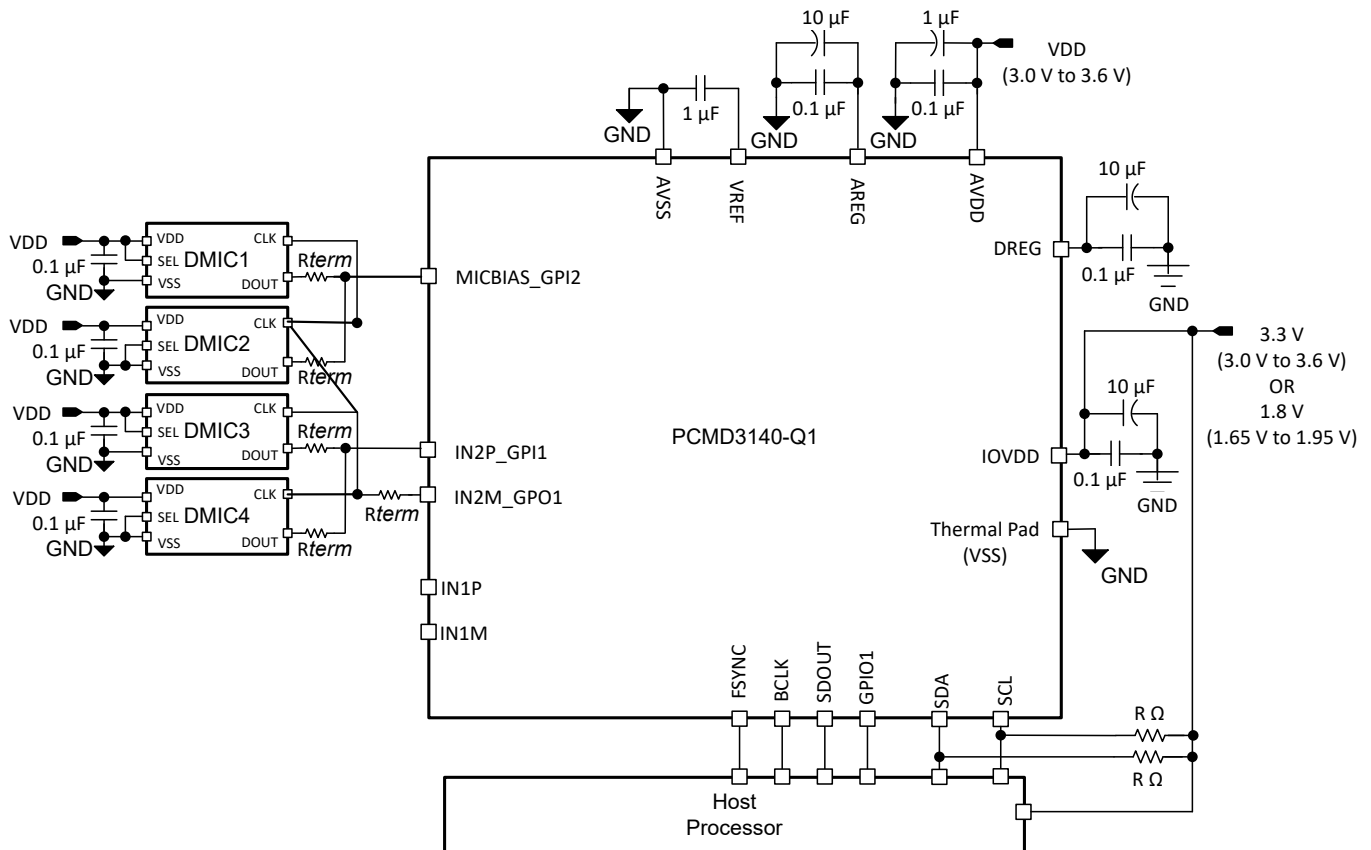 10 µF
1 µF
VDD
(3.0 V to 3.6 V)
1 µF
0.1 µF
0.1 µF
GND
GND
GND
AVSS
VREF
AREG
AVDD
10 µF
DREG
0.1 µF
GND
VDD
0.1 µF
GND
VDD
SEL
VSS
DMIC1
CLK
DOUT
Rterm
MICBIAS_GPI2
VDD
0.1 µF
GND
VDD
SEL
VSS
DMIC2
CLK
DOUT
Rterm
3.3 V
(3.0 V to 3.6 V)
OR
1.8 V
(1.65 V to 1.95 V)
10 µF
IOVDD
0.1 µF
GND
VDD
0.1 µF
GND
VDD
SEL
VSS
DMIC3
CLK
DOUT
Rterm
IN2P_GPI1
PCMD3140-Q1
VDD
0.1 µF
GND
VDD
SEL
VSS
DMIC4
CLK
DOUT
Rterm
Rterm
IN2M_GPO1
Thermal Pad
(VSS)
GND
IN1P
IN1M
FSYNC
BCLK
SDOUT
GPIO1
SDA
SCL
R Ω
R Ω
Host
Processor